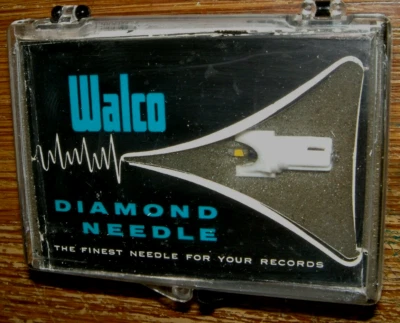 Walco
DIAMOND
NEEDLE
THE FINEST NEEDLE FOR YOUR RECORDS